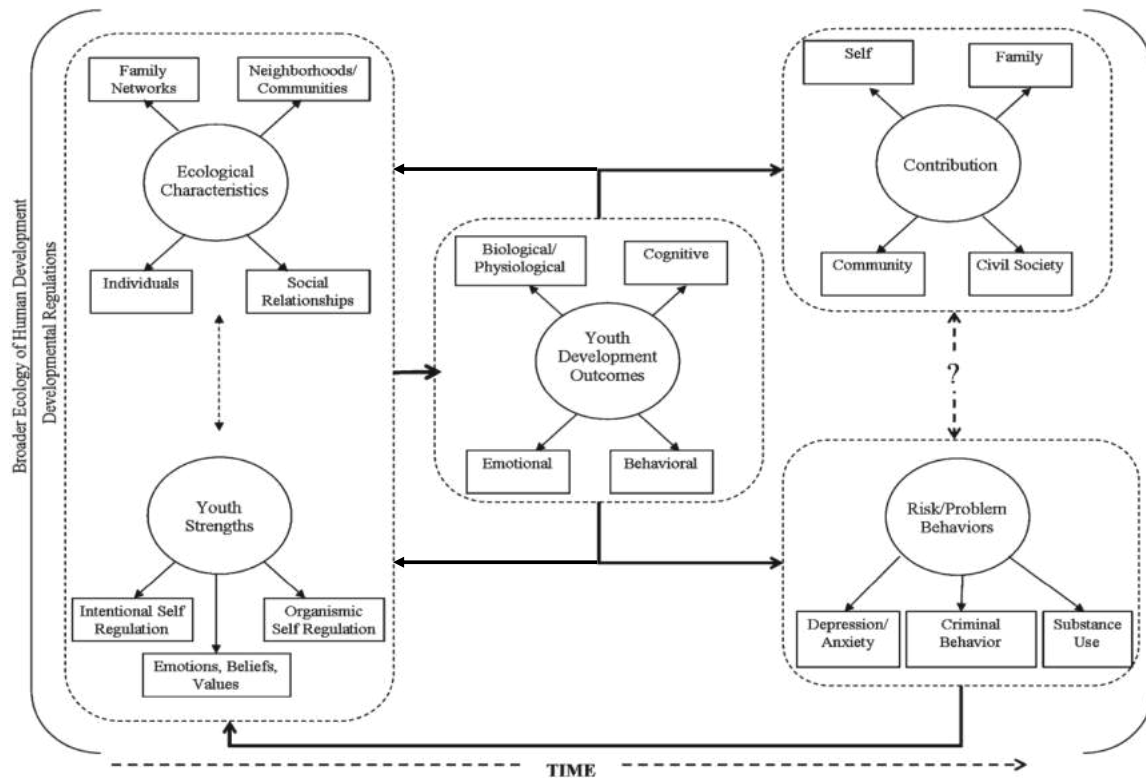 Broader Ecology of Human Development
Developmental Regulations
Family
Networks
Neighborhoods/
Communities
Ecological
Characteristics
Individuals
Social
Relationships
Youth
Strengths
Intentional Self
Regulation
Organismic
Self Regulation
Emotions, Beliefs,
Values
Biological/
Physiological
Cognitive
Youth
Development
Outcomes
Emotional
Behavioral
Self
Family
Contribution
Community
Civil Society
?
Risk/Problem
Behaviors
Depression/
Anxiety
Criminal
Behavior
Substance
Use
TIME